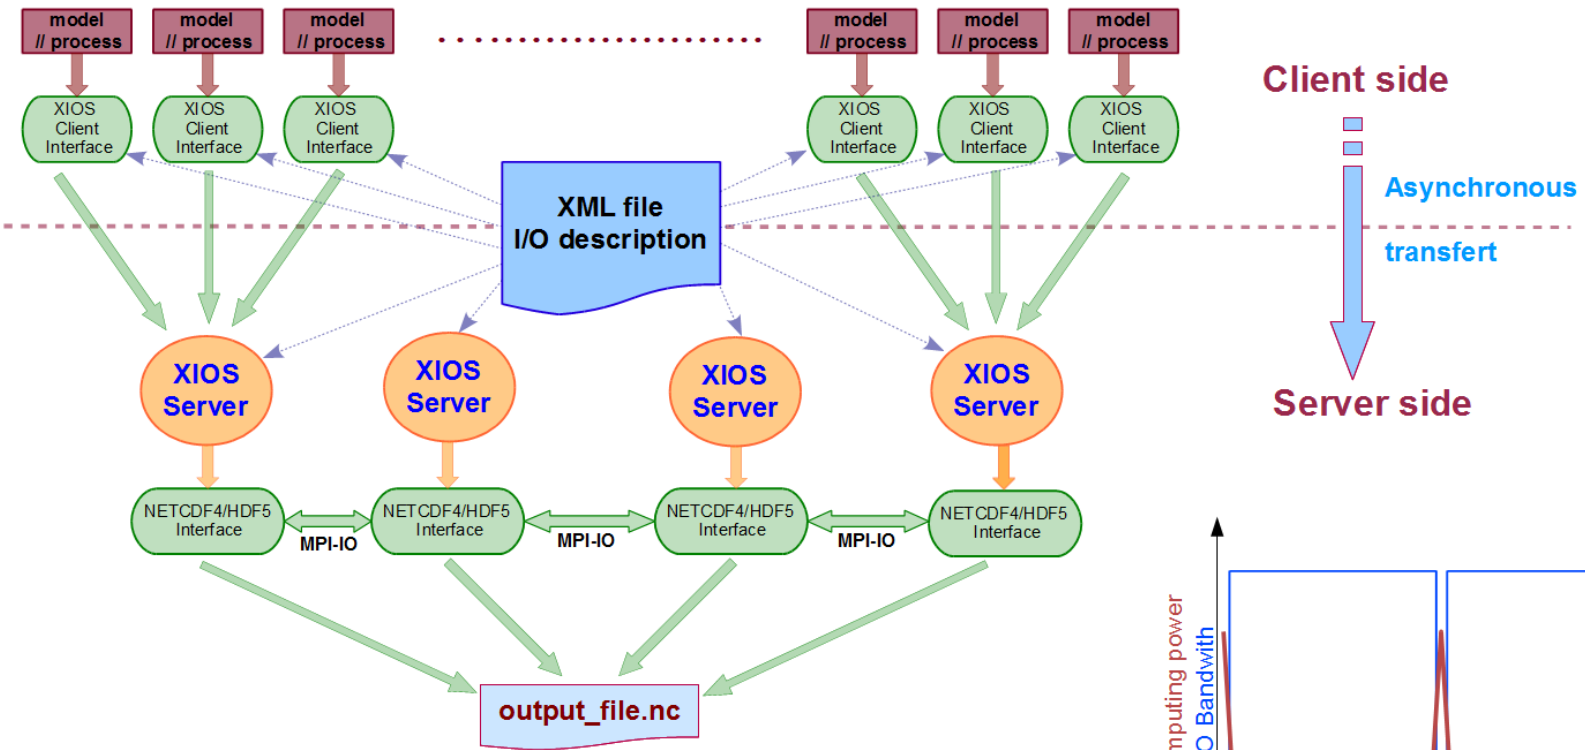 model
// process
model
// process
model
// process
model
// process
model
// process
model
// process
XIOS
Client
Interface
XIOS
Client
Interface
XIOS
Client
Interface
XIOS
Client
Interface
XIOS
Client
Interface
XIOS
Client
Interface
Client side
XML file
I/O description
Asynchronous
transfert
XIOS
Server
XIOS
Server
XIOS
Server
XIOS
Server
Server side
NETCDF4/HDF5
Interface
MPI-IO
NETCDF4/HDF5
Interface
MPI-IO
NETCDF4/HDF5
Interface
MPI-IO
NETCDF4/HDF5
Interface
output_file.nc
mputing power
O Bandwith